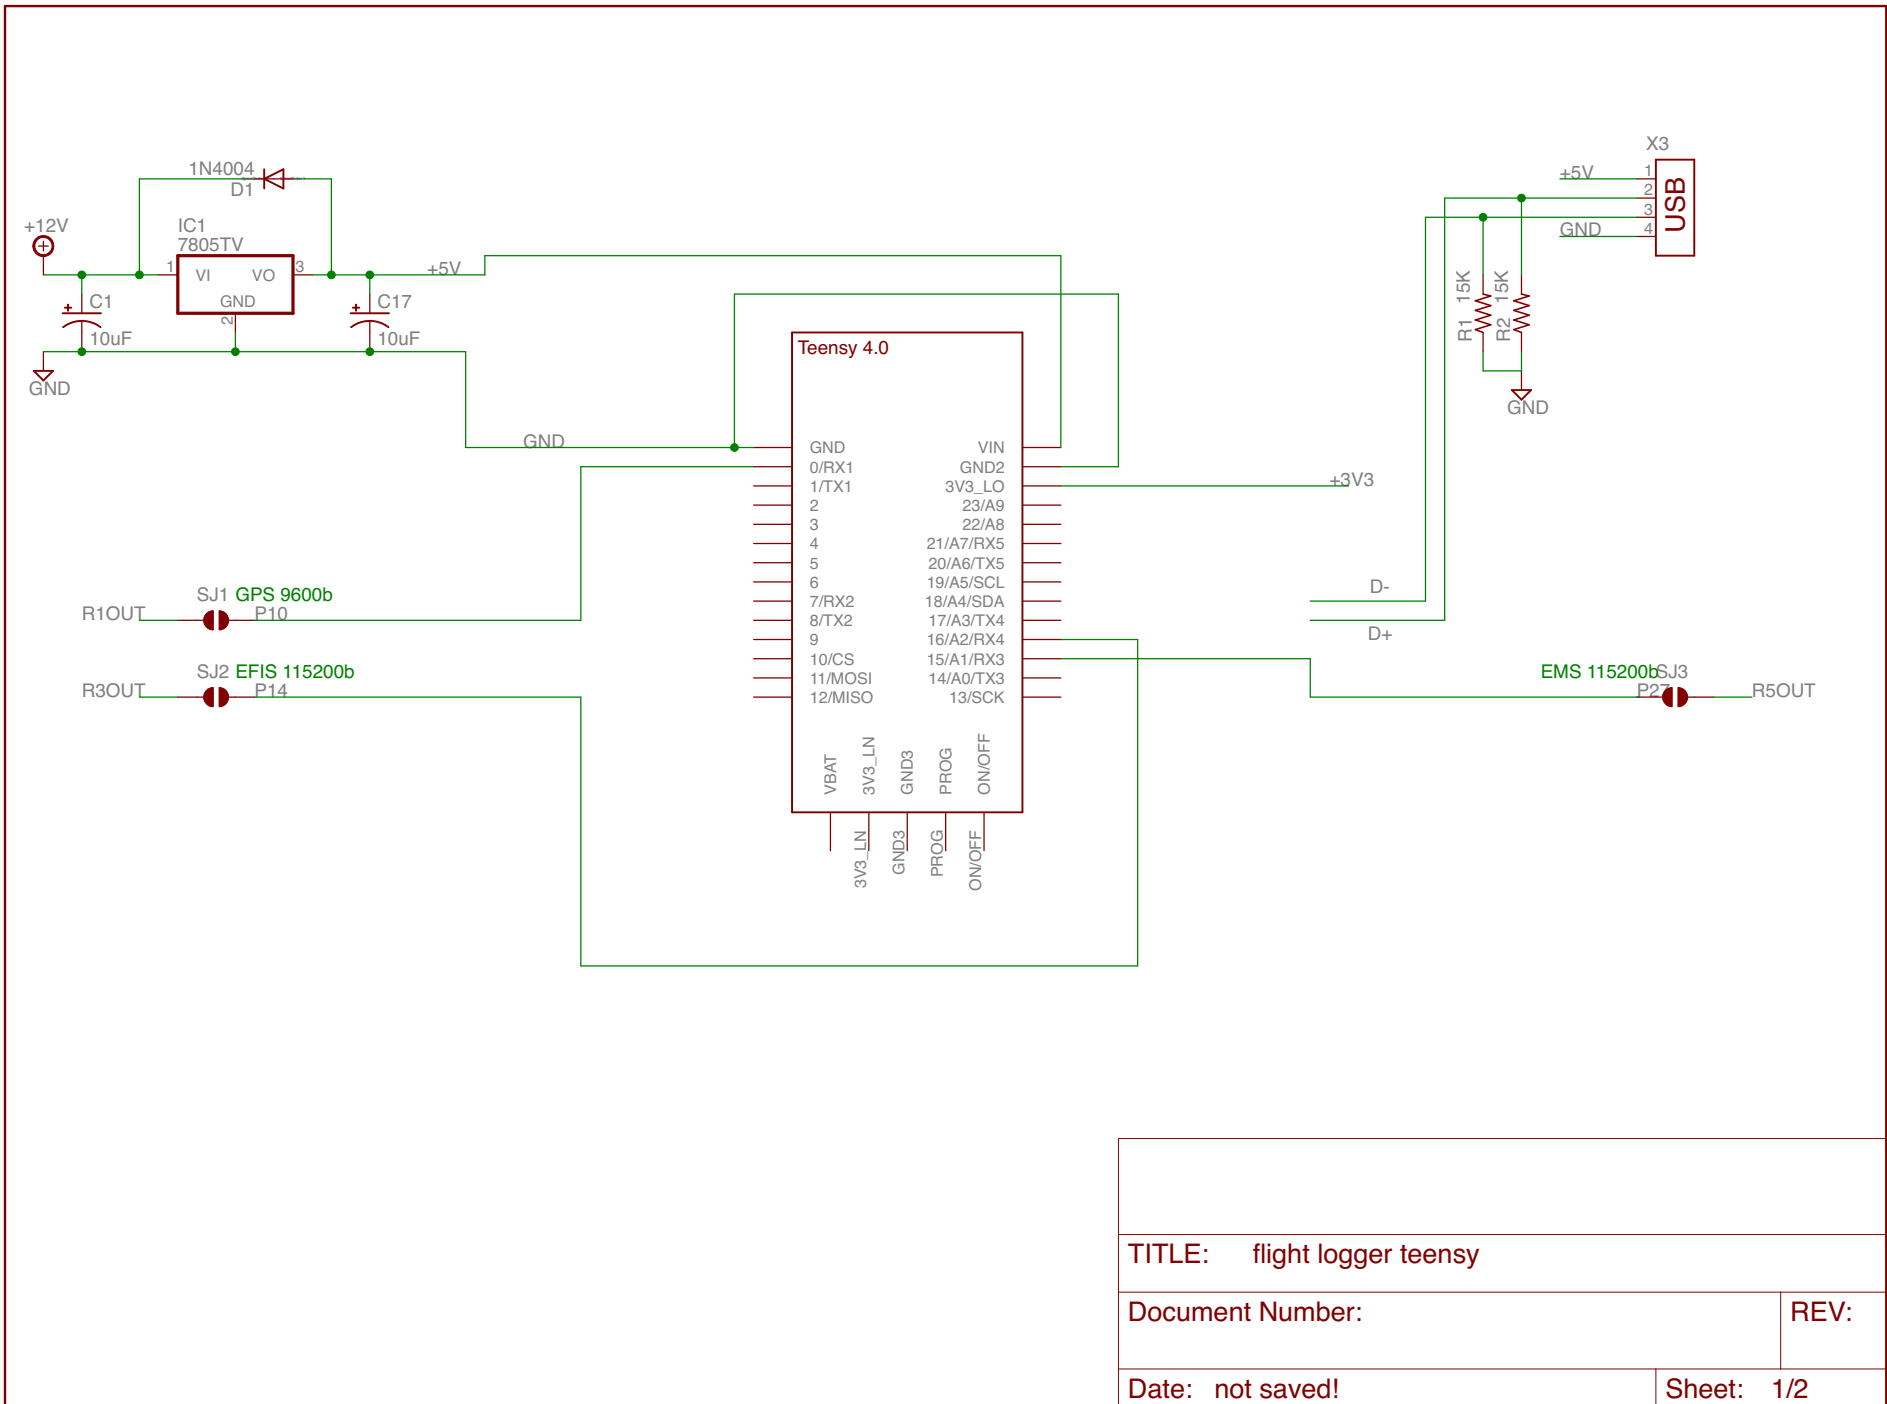 1N4004
D1
+12V
IC1
7805TV
1
VI
VO
3
+5V
GND
2
C1
10uF
C17
10uF
GND
GND
X3
USB
+5V
1
2
3
GND
4
R1
15K
R2
15K
GND
Teensy 4.0
GND
0/RX1
1/TX1
2
3
4
5
6
7/RX2
8/TX2
9
10/CS
11/MOSI
12/MISO
VIN
GND2
3V3_LO
23/A9
22/A8
21/A7/RX5
20/A6/TX5
19/A5/SCL
18/A4/SDA
17/A3/TX4
16/A2/RX4
15/A1/RX3
14/A0/TX3
13/SCK
VBAT
3V3_LN
GND3
PROG
ON/OFF
3V3_LN
GND3
PROG
ON/OFF
+3V3
D-
D+
SJ1 GPS 9600b
R1OUT
P10
SJ2 EFIS 115200b
R3OUT
P14
EMS 115200b
SJ3
P27
R5OUT
TITLE: flight logger teensy
Document Number:
REV:
Date: not saved!
Sheet: 1/2